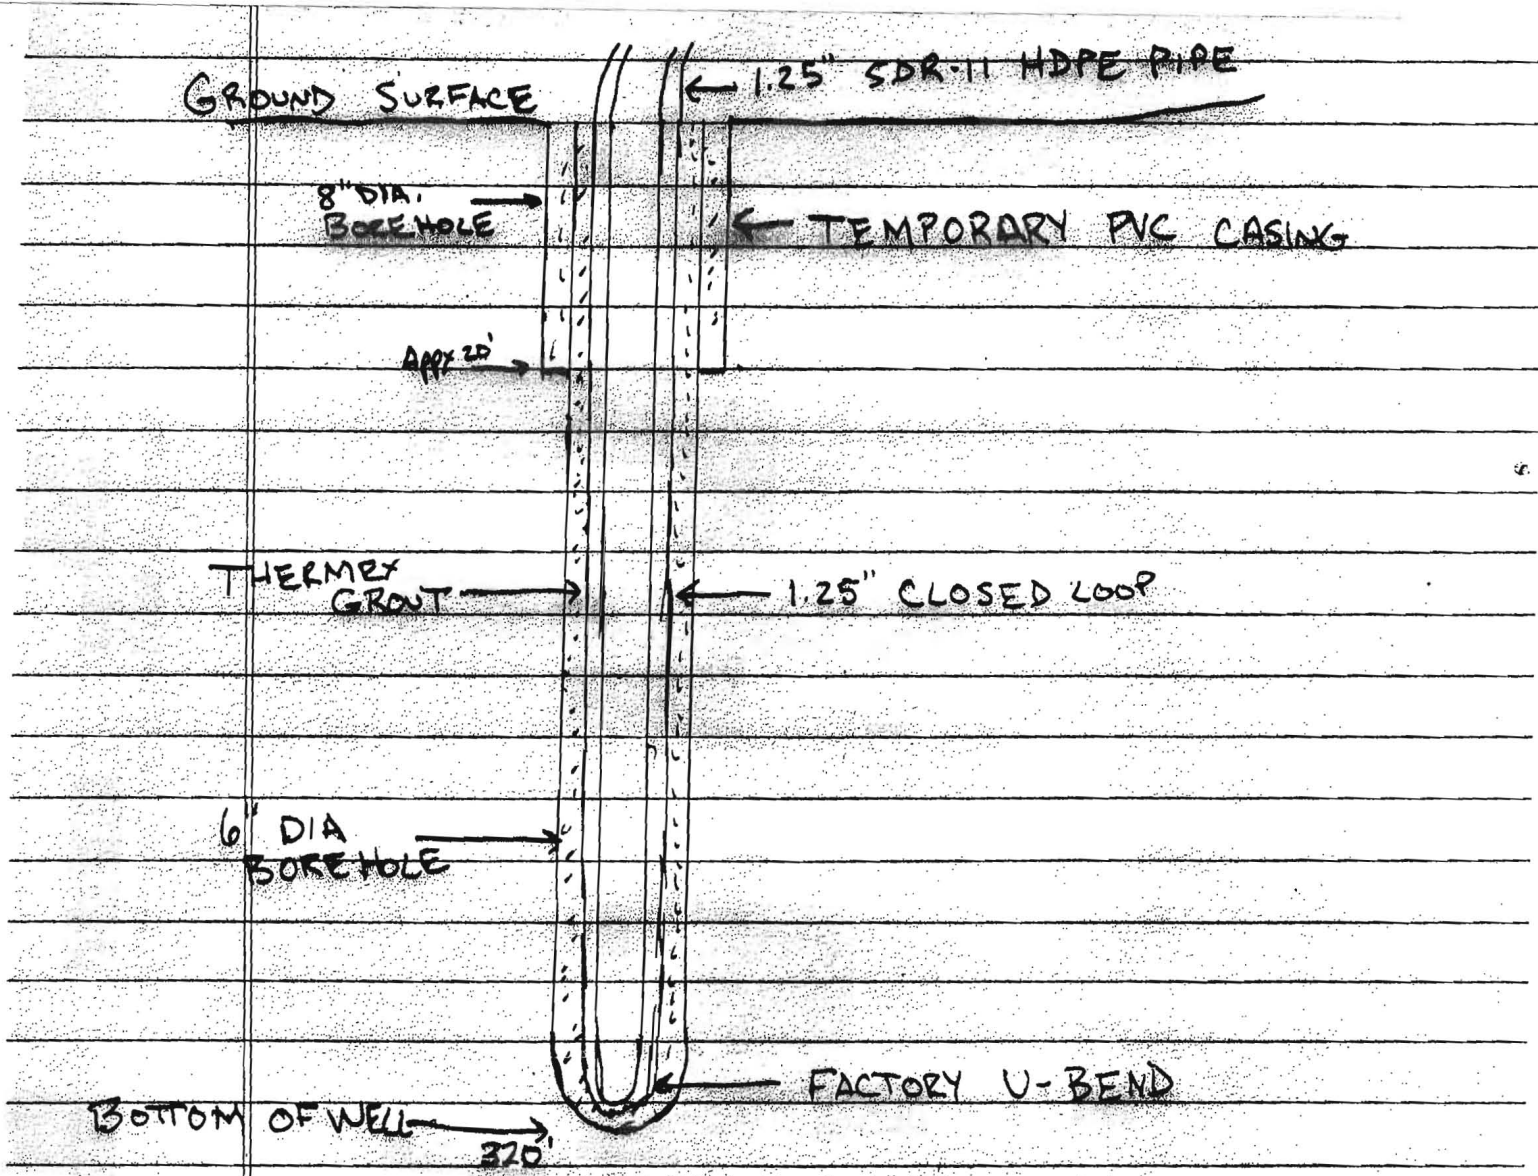 1.25" SDR-11 HDPE PIPE
GROUND SURFACE
8" DIA.
BOREHOLE
TEMPORARY PVC CASING
Appx 20'
THERMEX
GROUT
1.25" CLOSED LOOP
6" DIA
BOREHOLE
FACTORY U-BEND
BOTTOM OF WELL
320'